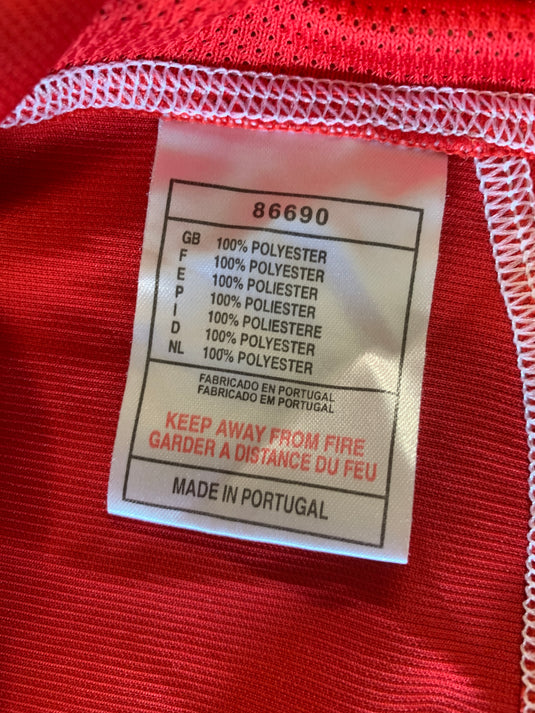 86690
GB 100% POLYESTER
F 100% POLYESTER
E 100% POLIESTER
P 100% POLIESTER
I 100% POLIESTERE
D 100% POLYESTER
NL 100% POLYESTER
FABRICADO EN PORTUGAL
FABRICADO EM PORTUGAL
KEEP AWAY FROM FIRE
GARDER A DISTANCE DU FEU
MADE IN PORTUGAL